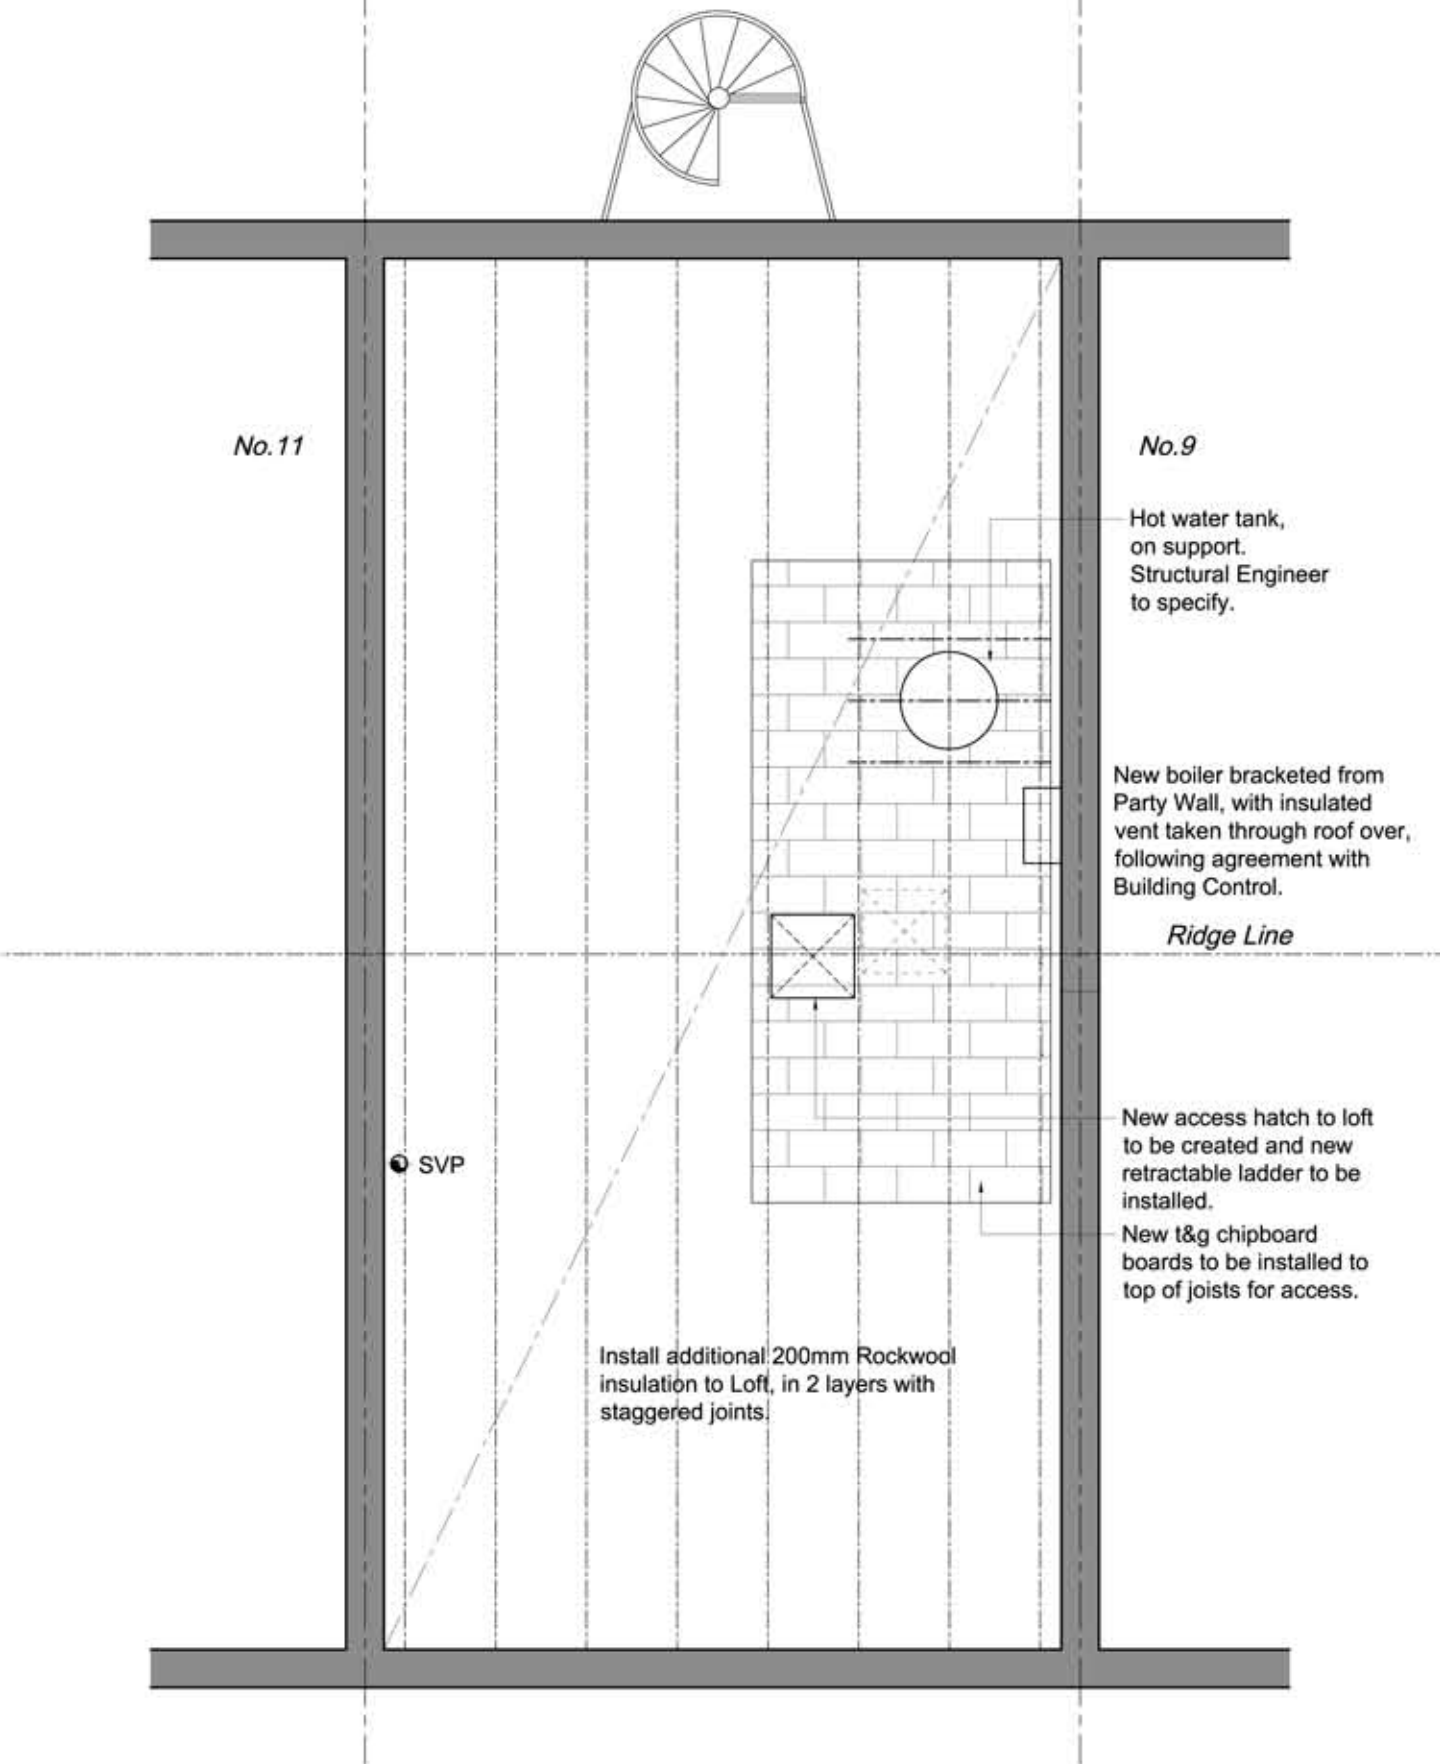 No.11
No.9
Hot water tank,
on support.
Structural Engineer
to specify.
New boiler bracketed from
Party Wall, with insulated
vent taken through roof over,
following agreement with
Building Control.
Ridge Line
New access hatch to loft
to be created and new
retractable ladder to be
installed.
SVP
New t&g chipboard
boards to be installed to
top of joists for access.
Install additional 200mm Rockwool
insulation to Loft, in 2 layers with
staggered joints.